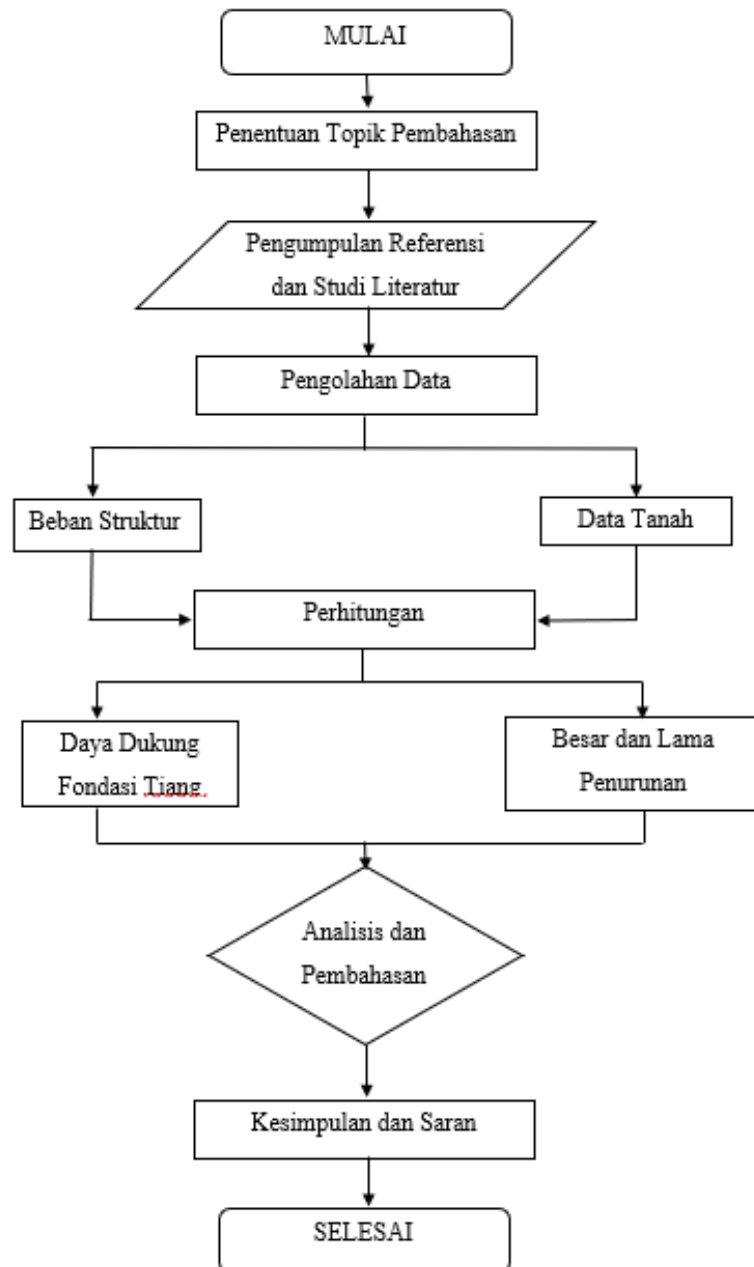 MULAI
Penentuan Topik Pembahasan
Pengumpulan Referensi
dan Studi Literatur
Pengolahan Data
Beban Struktur
Data Tanah
Perhitungan
Daya Dukung
Fondasi Tiang
Besar dan Lama
Penurunan
Analisis dan
Pembahasan
Kesimpulan dan Saran
SELESAI